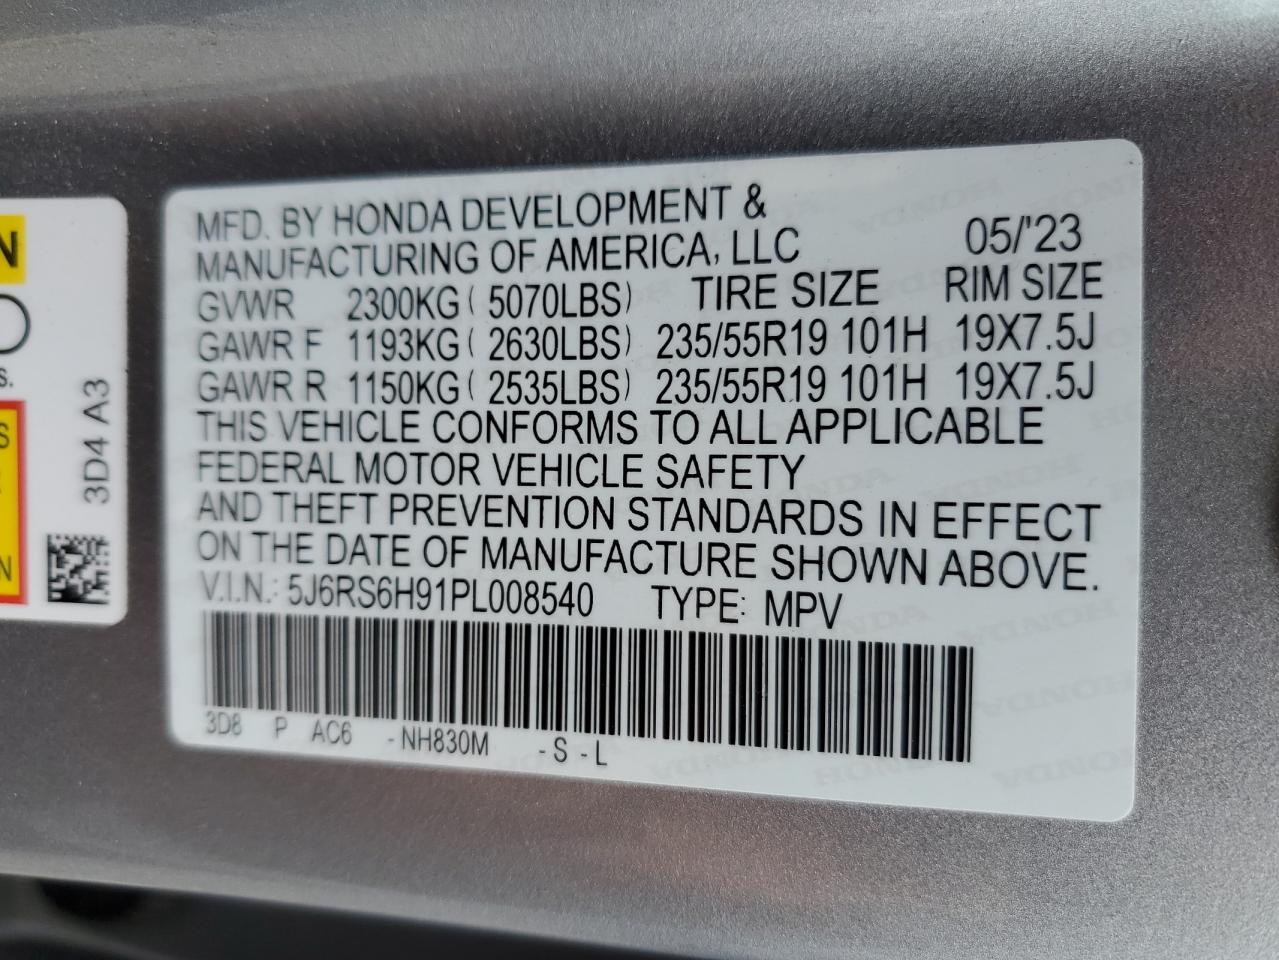 N
S.
S
N
3D4 A3
MFD. BY HONDA DEVELOPMENT &
MANUFACTURING OF AMERICA, LLC 05/'23
GVWR 2300KG ( 5070LBS) TIRE SIZE RIM SIZE
GAWR F 1193KG ( 2630LBS) 235/55R19 101H 19X7.5J
GAWR R 1150KG ( 2535LBS) 235/55R19 101H 19X7.5J
THIS VEHICLE CONFORMS TO ALL APPLICABLE
FEDERAL MOTOR VEHICLE SAFETY
AND THEFT PREVENTION STANDARDS IN EFFECT
ON THE DATE OF MANUFACTURE SHOWN ABOVE.
V.I.N.: 5J6RS6H91PL008540 TYPE: MPV
3D8 P AC6 -NH830M -S -L